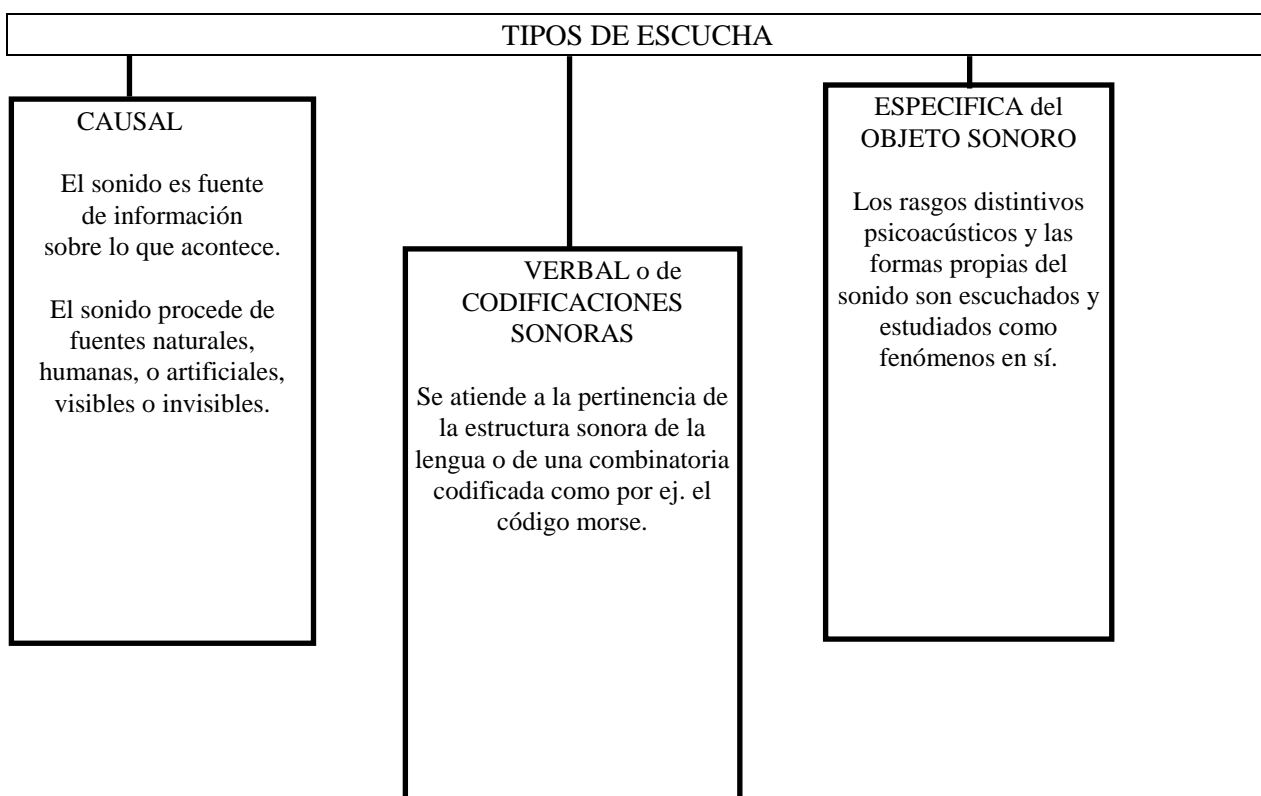 TIPOS DE ESCUCHA
CAUSAL
El sonido es fuente
de información
sobre lo que acontece.
El sonido procede de
fuentes naturales,
humanas, o artificiales,
visibles o invisibles.
VERBAL o de
CODIFICACIONES
SONORAS
Se atiende a la pertinencia de
la estructura sonora de la
lengua o de una combinatoria
codificada como por ej. el
código morse.
ESPECIFICA del
OBJETO SONORO
Los rasgos distintivos
psicoacústicos y las
formas propias del
sonido son escuchados y
estudiados como
fenómenos en sí.